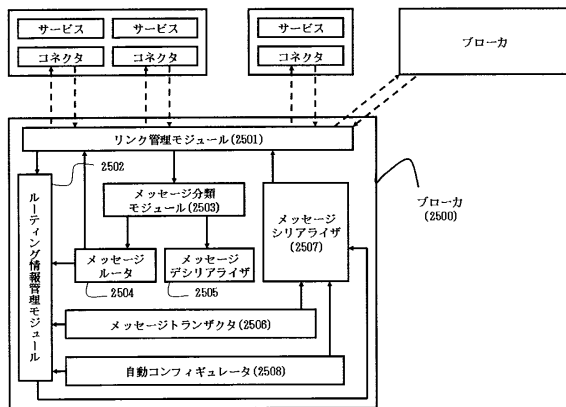 サービス サービス サービス
コネクタ コネクタ コネクタ
ブローカ
リンク管理モジュール(2501)
2502
ルーティング情報管理モジュール
メッセージ分類
モジュール(2503)
メッセージ
シリアライザ
(2507)
ブローカ(2500)
メッセージ
ルータ
2504
メッセージ
デシリアライザ
2505
メッセージトランザクタ(2506)
自動コンフィギュレータ(2508)